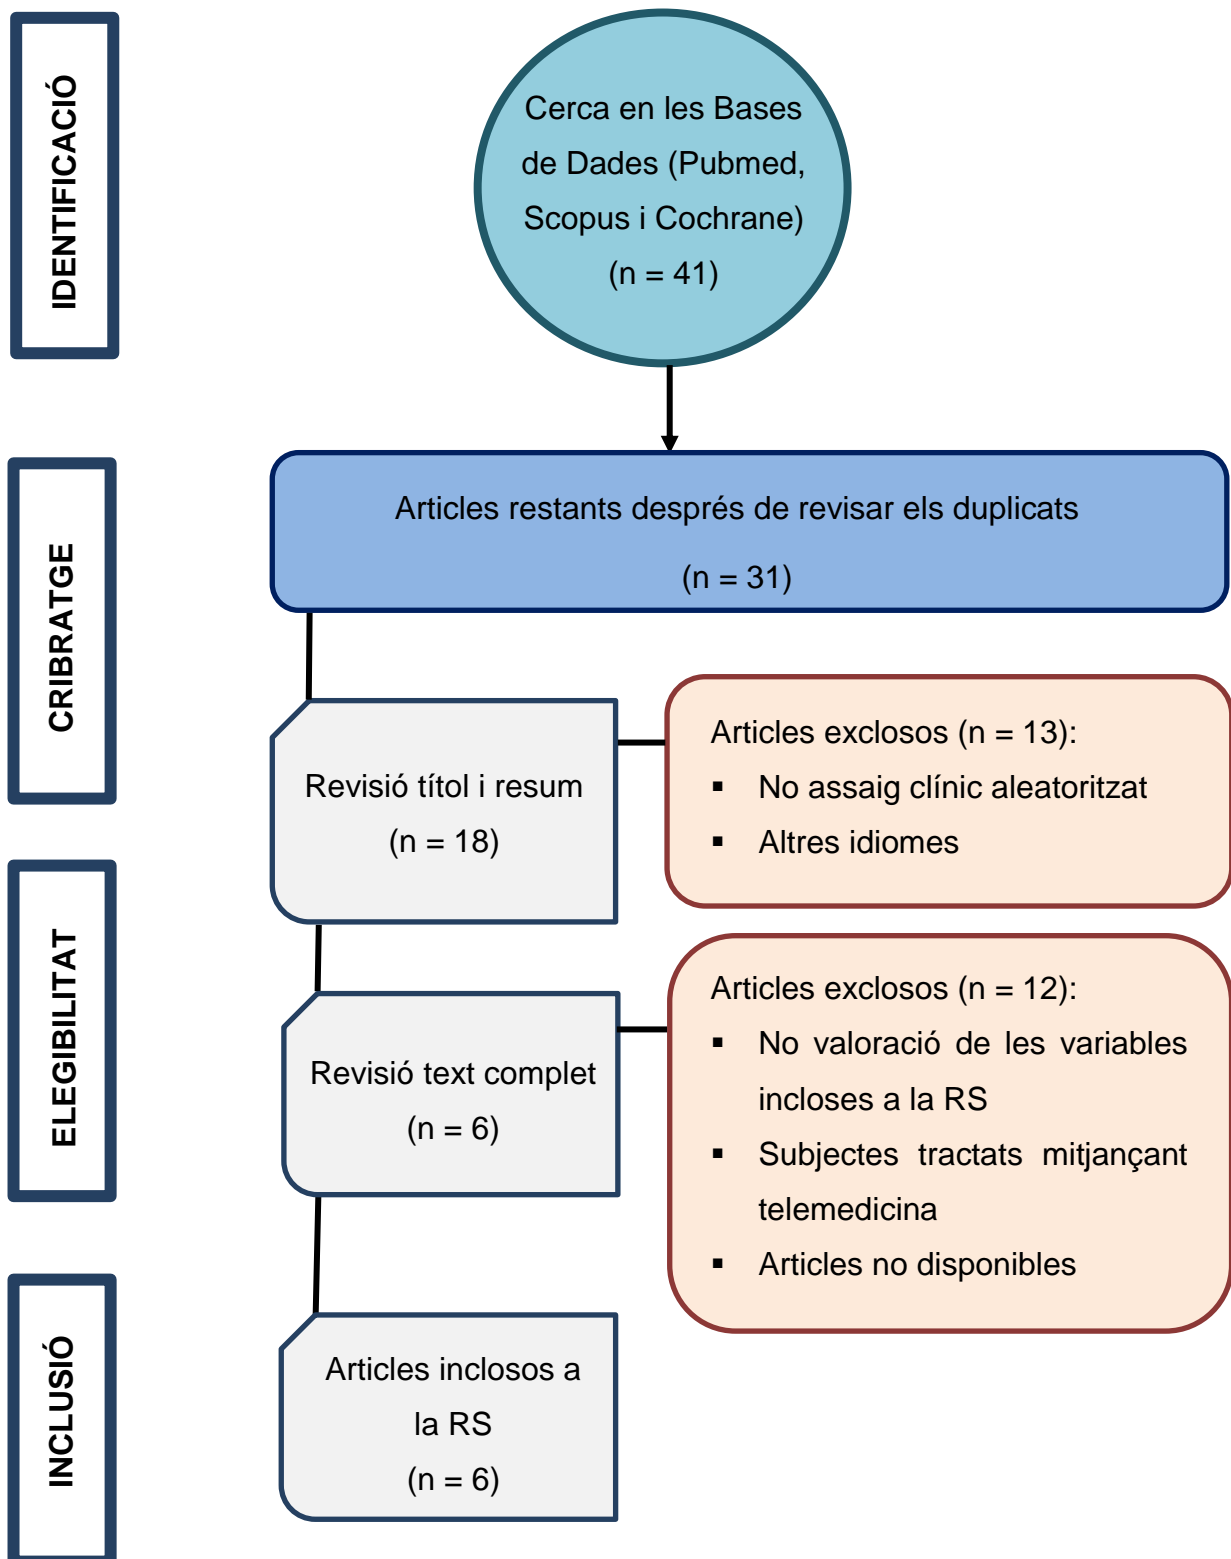 IDENTIFICACIÓ
Cerca en les Bases
de Dades (Pubmed,
Scopus i Cochrane)
(n = 41)
CRIBRATGE
Articles restants després de revisar els duplicats
(n = 31)
Revisió títol i resum
(n = 18)
Articles exclosos (n = 13):
▪ No assaig clínic aleatoritzat
▪ Altres idiomes
ELEGIBILITAT
Revisió text complet
(n = 6)
Articles exclosos (n = 12):
▪ No valoració de les variables
incloses a la RS
▪ Subjectes tractats mitjançant
telemedicina
▪ Articles no disponibles
INCLUSIÓ
Articles inclosos a
la RS
(n = 6)